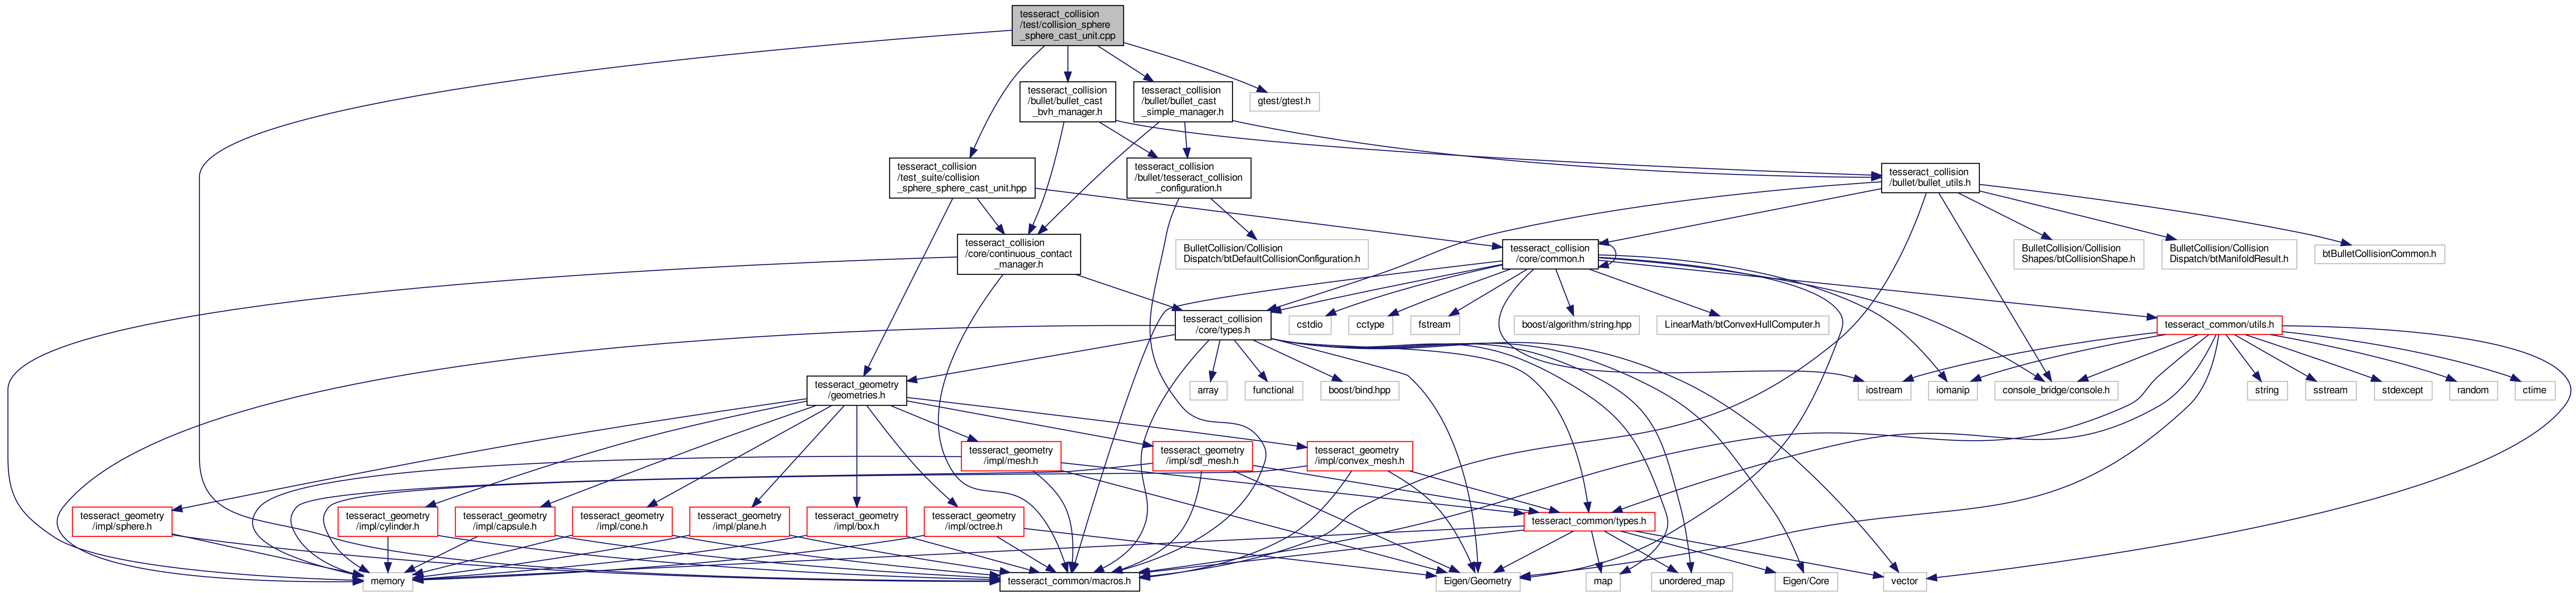 tesseract_collision
/test/collision_sphere
_sphere_cast_unit.cpp
tesseract_collision
/bullet/bullet_cast
_bvh_manager.h
tesseract_collision
/bullet/bullet_cast
_simple_manager.h
gtest/gtest.h
tesseract_collision
/test_suite/collision
_sphere_sphere_cast_unit.hpp
tesseract_collision
/bullet/tesseract_collision
_configuration.h
tesseract_collision
/bullet/bullet_utils.h
tesseract_collision
/core/continuous_contact
_manager.h
BulletCollision/Collision
Dispatch/btDefaultCollisionConfiguration.h
tesseract_collision
/core/common.h
BulletCollision/Collision
Shapes/btCollisionShape.h
BulletCollision/Collision
Dispatch/btManifoldResult.h
btBulletCollisionCommon.h
tesseract_collision
/core/types.h
cstdio
cctype
fstream
boost/algorithm/string.hpp
LinearMath/btConvexHullComputer.h
tesseract_common/utils.h
tesseract_geometry
/geometries.h
array
functional
boost/bind.hpp
iostream
iomanip
console_bridge/console.h
string
sstream
stdexcept
random
ctime
tesseract_geometry
/impl/mesh.h
tesseract_geometry
/impl/sdf_mesh.h
tesseract_geometry
/impl/convex_mesh.h
tesseract_geometry
/impl/sphere.h
tesseract_geometry
/impl/cylinder.h
tesseract_geometry
/impl/capsule.h
tesseract_geometry
/impl/cone.h
tesseract_geometry
/impl/plane.h
tesseract_geometry
/impl/box.h
tesseract_geometry
/impl/octree.h
tesseract_common/types.h
memory
tesseract_common/macros.h
Eigen/Geometry
map
unordered_map
Eigen/Core
vector